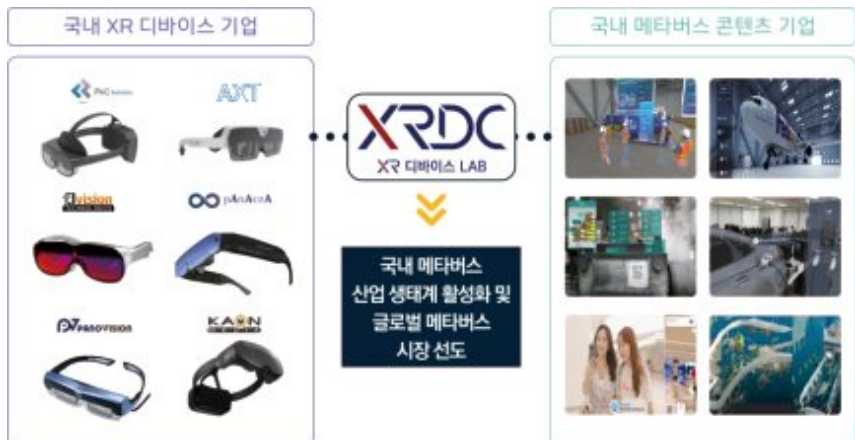 국내 XR 디바이스 기업
국내 메타버스 콘텐츠 기업
PNC Solution
AXT
XRDC
XR 디바이스 LAB
vision
pAnAceA
국내 메타버스
산업 생태계 활성화 및
글로벌 메타버스
시장 선도
PANOVISION
KAON